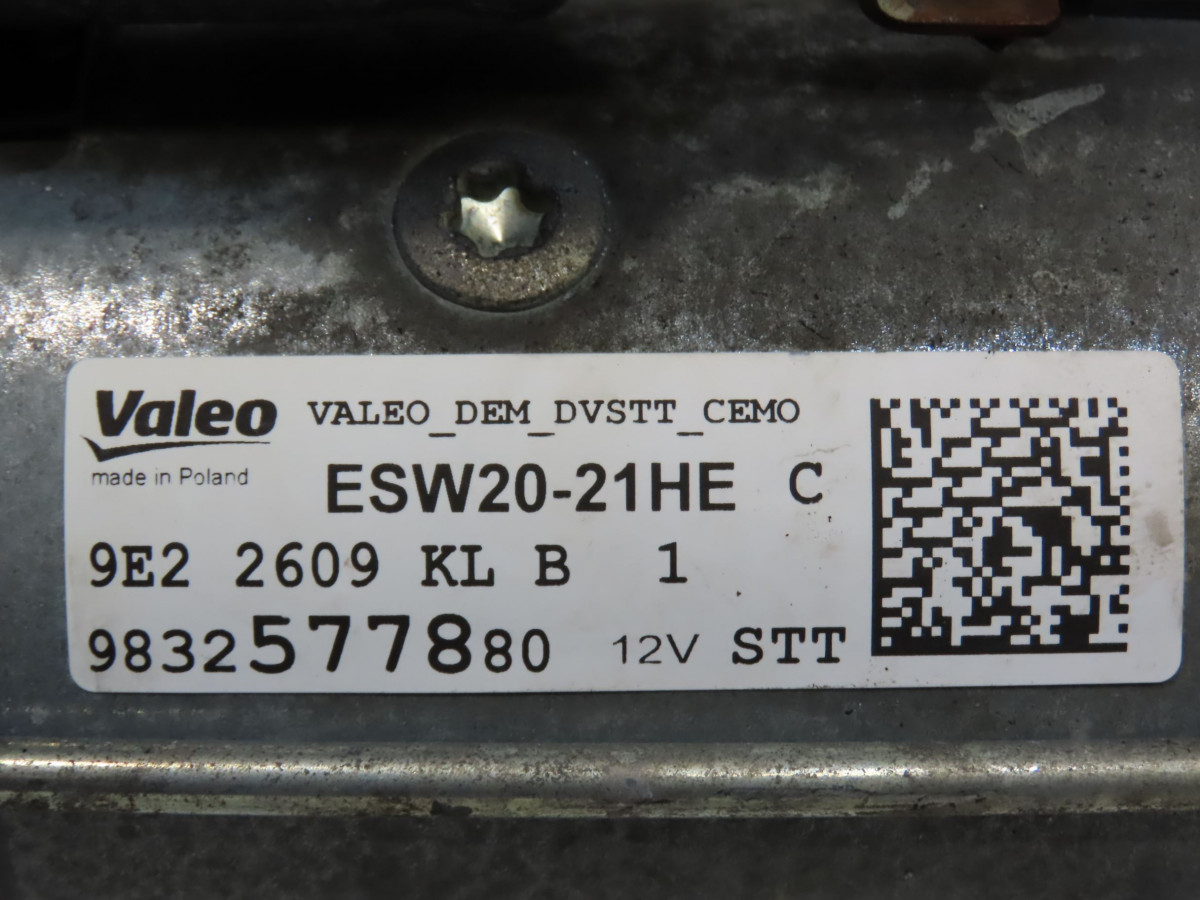 Valeo VALEO_DEM_DVSTT_CEMO
made in Poland ESW20-21HE C
9E2 2609 KL B 1
9832577880 12V STT